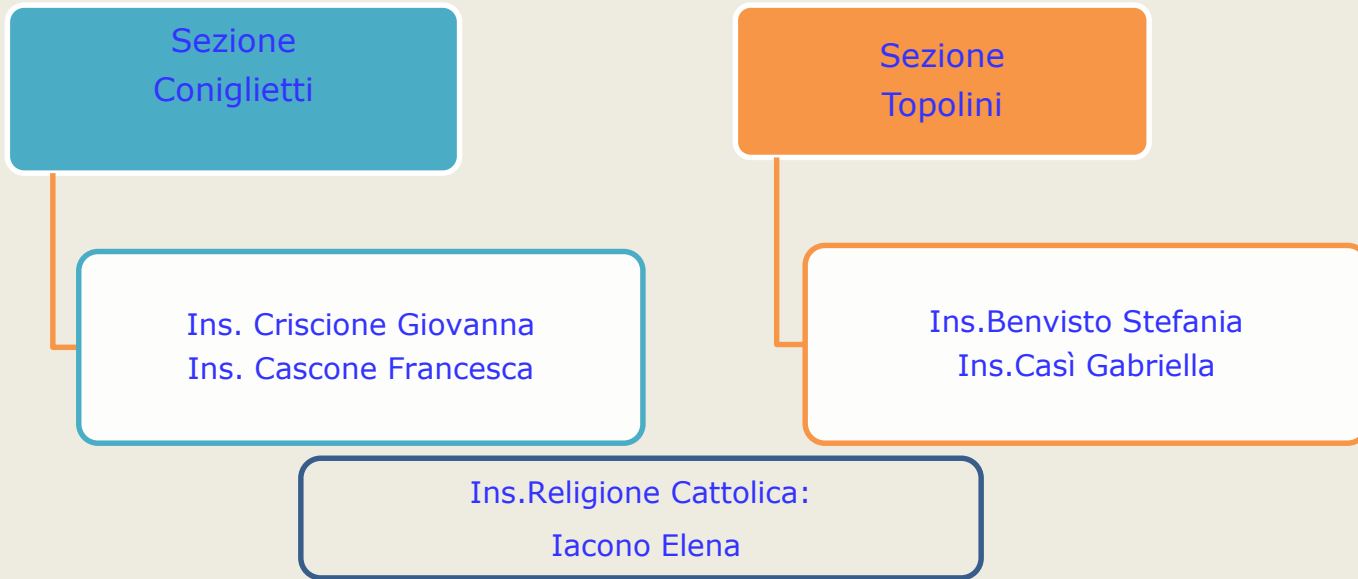 Sezione
Coniglietti
Sezione
Topolini
Ins. Criscione Giovanna
Ins. Cascone Francesca
Ins.Benvisto Stefania
Ins.Casì Gabriella
Ins.Religione Cattolica:
Iacono Elena